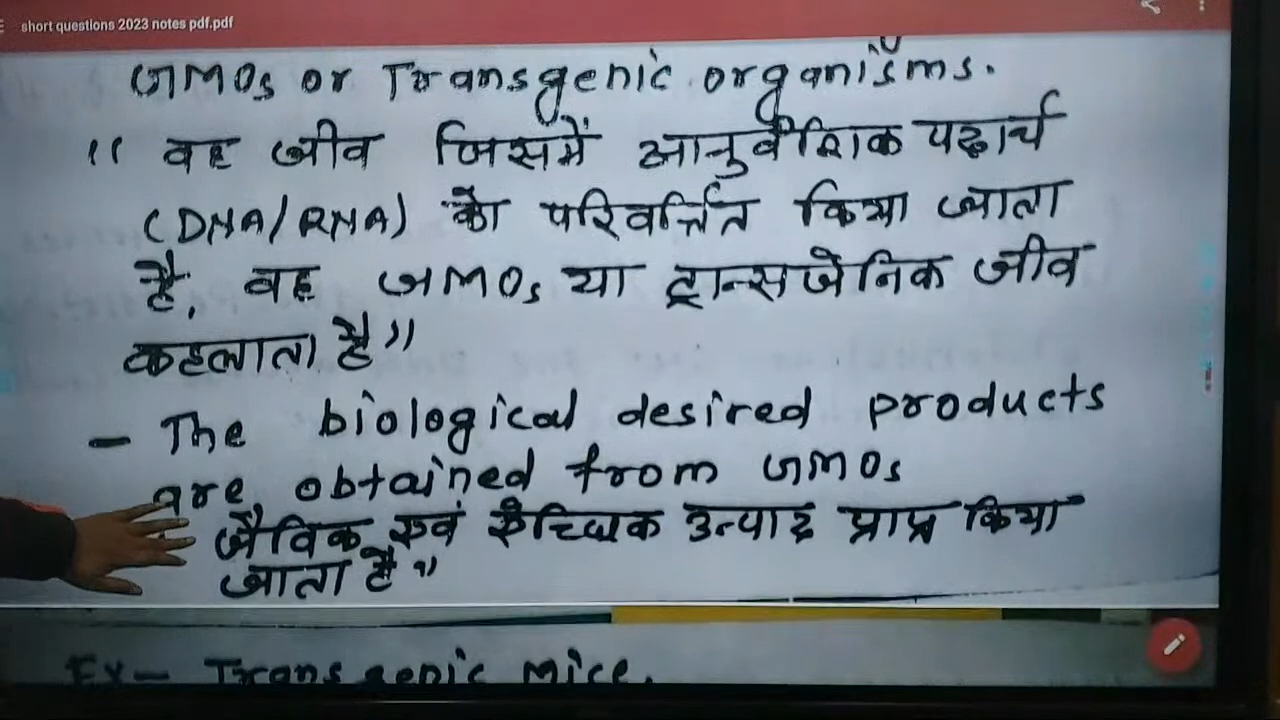 short questions 2023 notes pdf.pdf
GMOs or Transgenic organisms.
" वह जीव जिसमें आनुवंशिक पदार्थ
(DNA/RNA) को परिवर्तित किया जाता
है, वह GMOs या ट्रान्सजेनिक जीव
कहलाता है"
- The biological desired products
are obtained from GMOs
जैविक एवं ऐच्छिक उत्पाद प्राप्त किया
जाता है"
Ex- Transgenic mice.